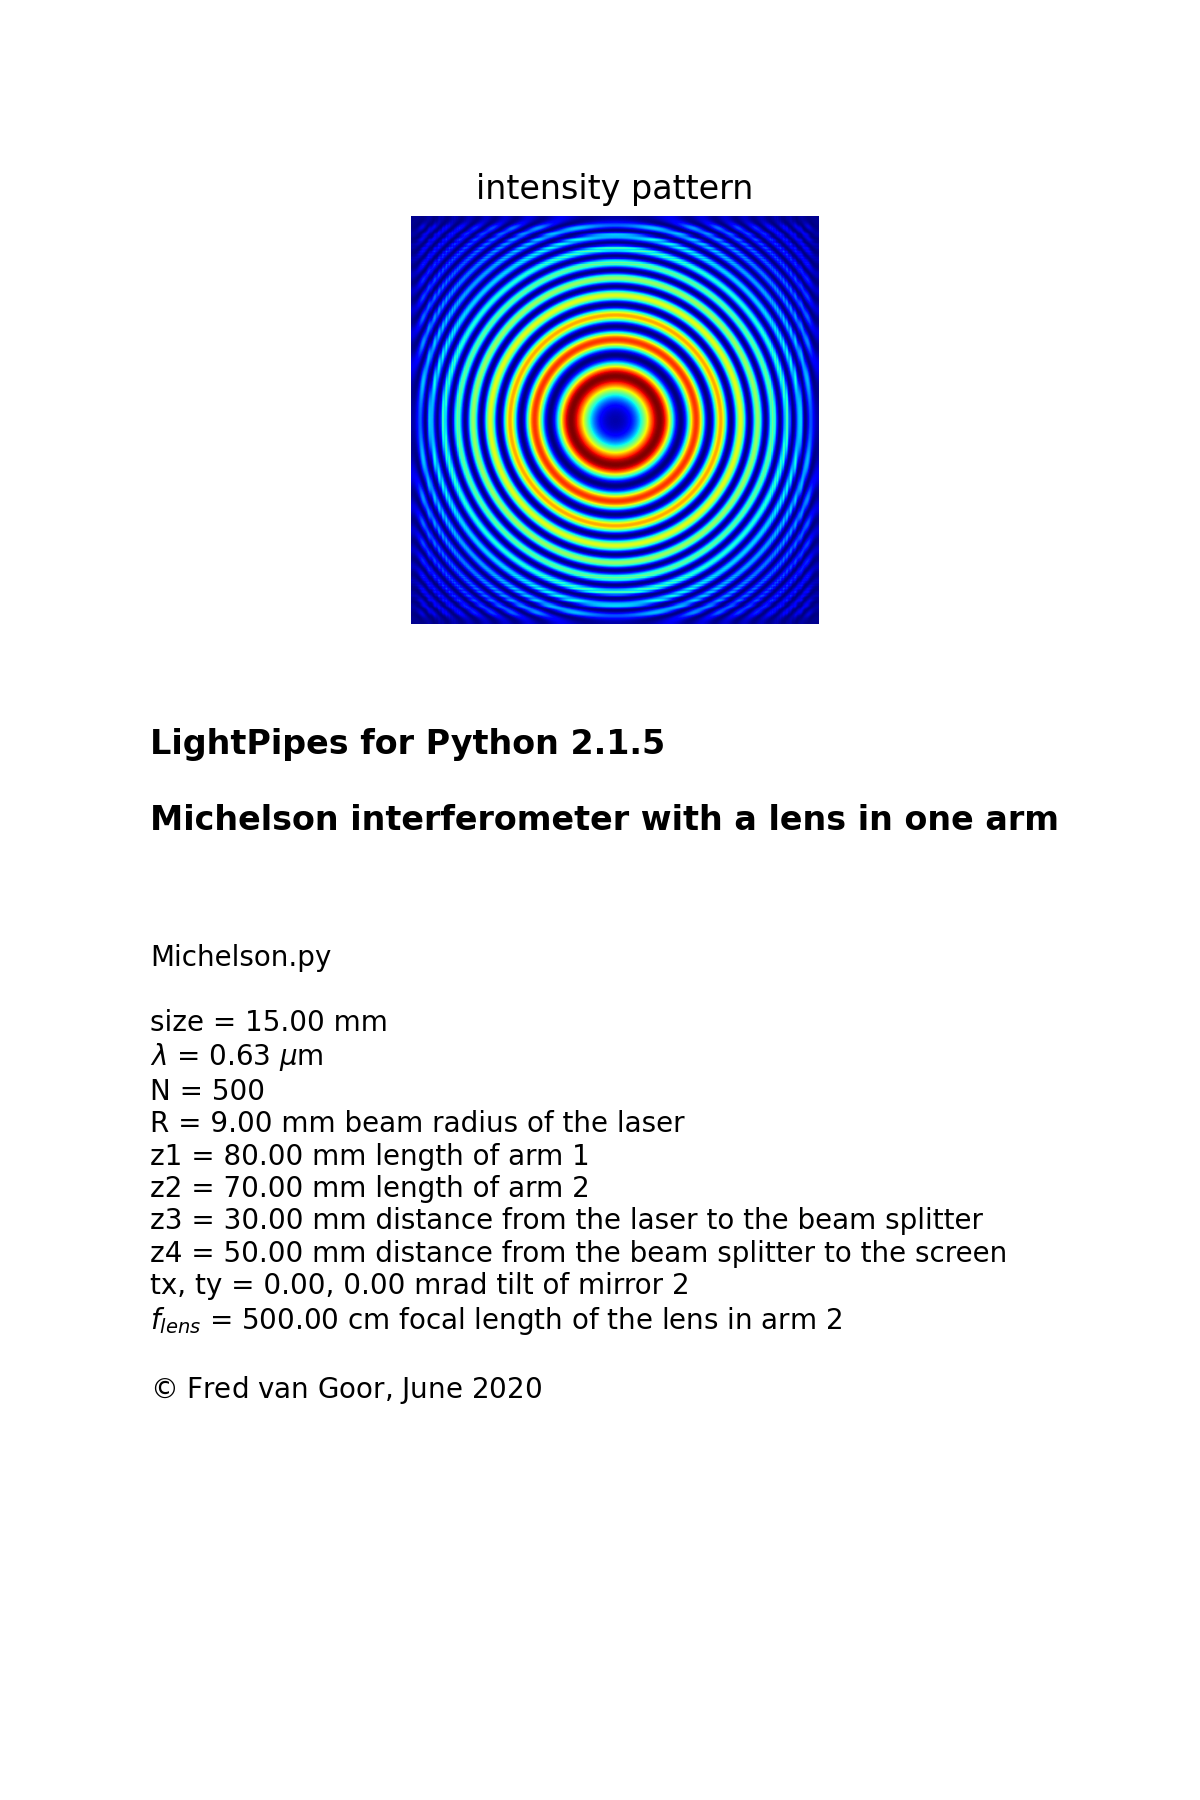 intensity pattern
LightPipes for Python 2.1.5
Michelson interferometer with a lens in one arm
Michelson.py
size = 15.00 mm
λ = 0.63 μm
N = 500
R = 9.00 mm beam radius of the laser
z1 = 80.00 mm length of arm 1
z2 = 70.00 mm length of arm 2
z3 = 30.00 mm distance from the laser to the beam splitter
z4 = 50.00 mm distance from the beam splitter to the screen
tx, ty = 0.00, 0.00 mrad tilt of mirror 2
f_lens = 500.00 cm focal length of the lens in arm 2
© Fred van Goor, June 2020